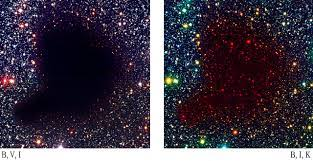 B, V, I
B, I, K